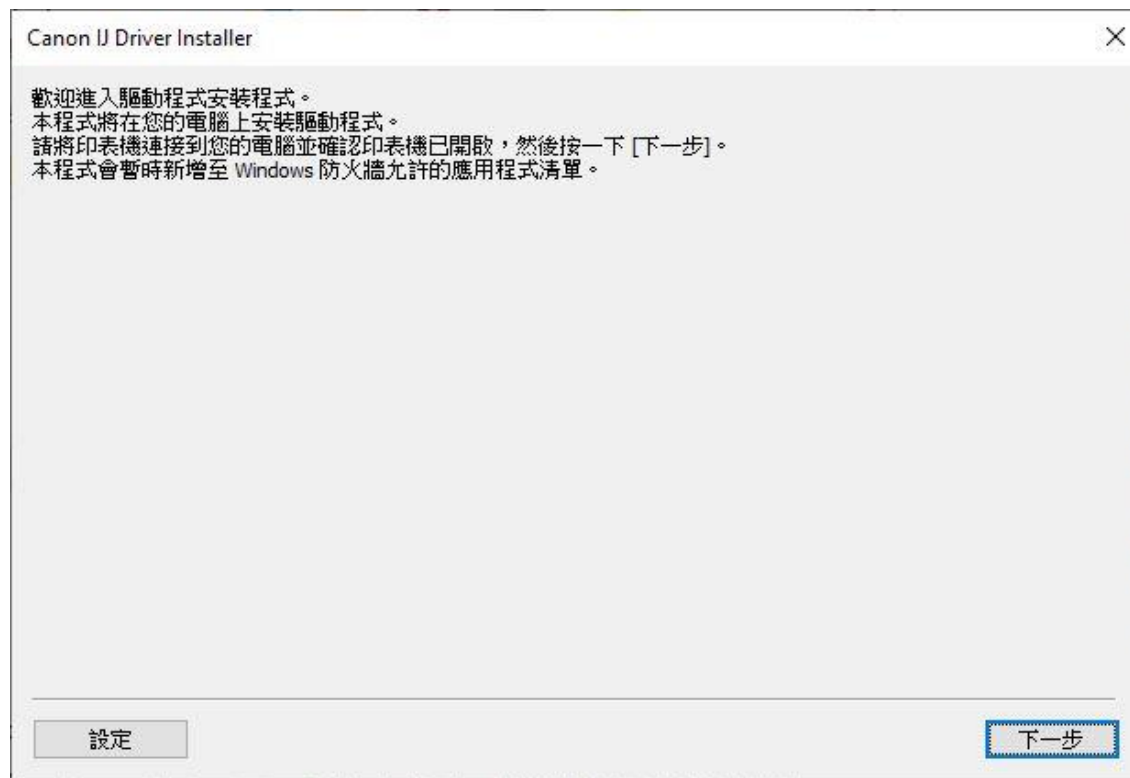 Canon IJ Driver Installer
歡迎進入驅動程式安裝程式。
本程式將在您的電腦上安裝驅動程式。
請將印表機連接到您的電腦並確認印表機已開啟，然後按一下 [下一步]。
本程式會暫時新增至 Windows 防火牆允許的應用程式清單。
設定
下一步